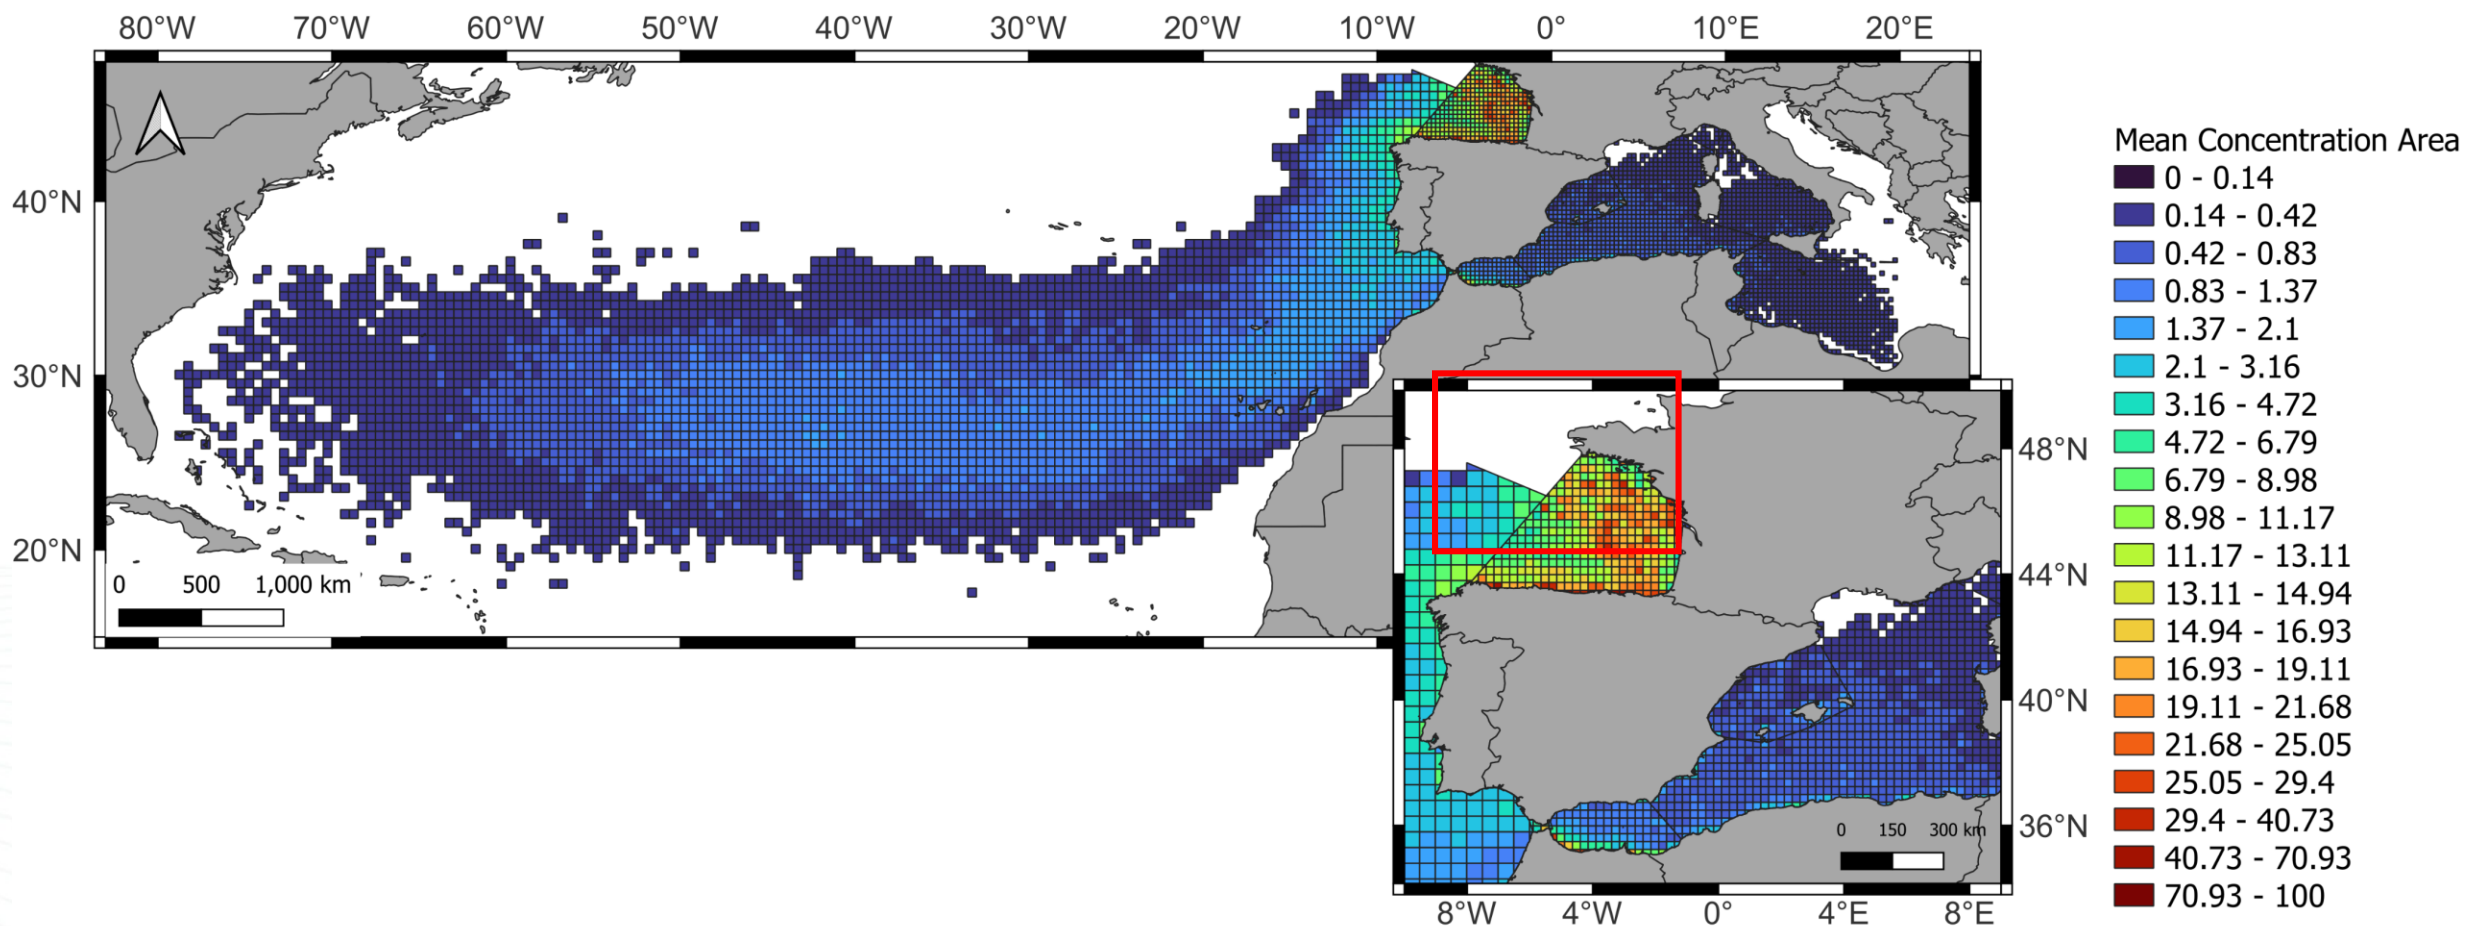 80°W 70°W 60°W 50°W 40°W 30°W 20°W 10°W 0° 10°E 20°E
40°N
30°N
20°N
0 500 1,000 km
Mean Concentration Area
0 - 0.14
0.14 - 0.42
0.42 - 0.83
0.83 - 1.37
1.37 - 2.1
2.1 - 3.16
3.16 - 4.72
4.72 - 6.79
6.79 - 8.98
8.98 - 11.17
11.17 - 13.11
13.11 - 14.94
14.94 - 16.93
16.93 - 19.11
19.11 - 21.68
21.68 - 25.05
25.05 - 29.4
29.4 - 40.73
40.73 - 70.93
70.93 - 100
48°N
44°N
40°N
36°N
0 150 300 km
8°W 4°W 0° 4°E 8°E